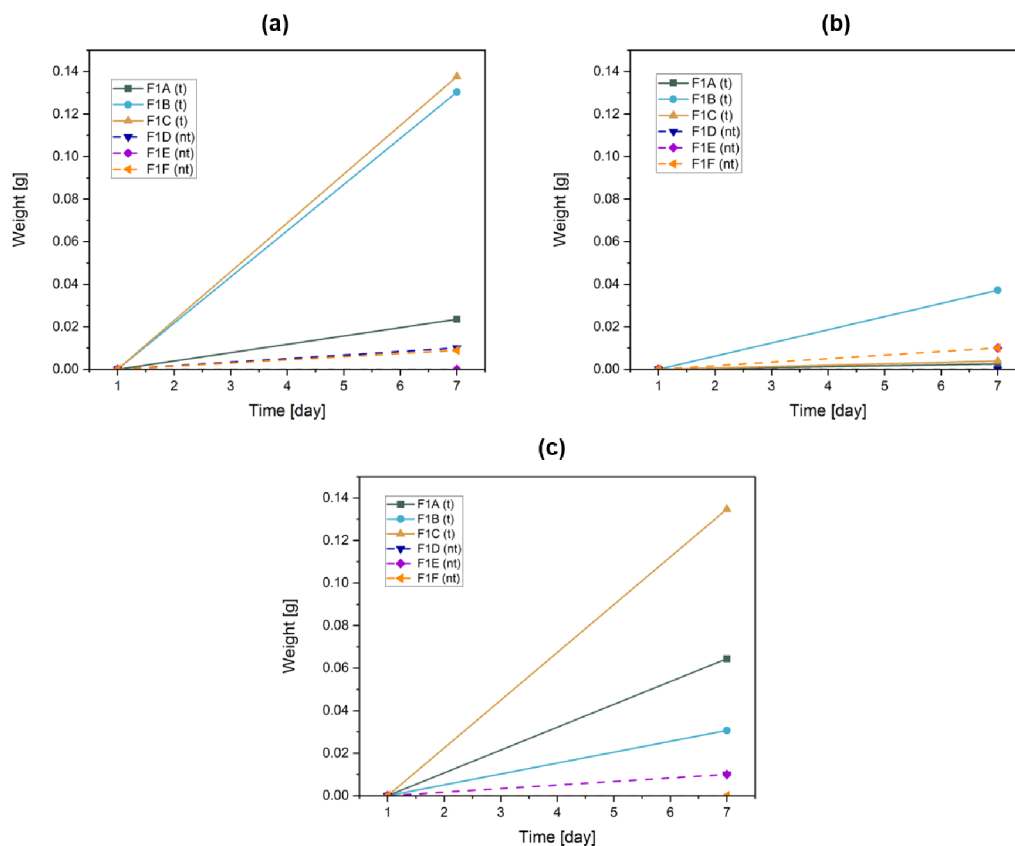 (a)
0.14
0.12
0.10
0.08
0.06
0.04
0.02
0.00
Weight [g]
F1A (t)
F1B (t)
F1C (t)
F1D (nt)
F1E (nt)
F1F (nt)
1 2 3 4 5 6 7
Time [day]
(b)
0.14
0.12
0.10
0.08
0.06
0.04
0.02
0.00
Weight [g]
F1A (t)
F1B (t)
F1C (t)
F1D (nt)
F1E (nt)
F1F (nt)
1 2 3 4 5 6 7
Time [day]
(c)
0.14
0.12
0.10
0.08
0.06
0.04
0.02
0.00
Weight [g]
F1A (t)
F1B (t)
F1C (t)
F1D (nt)
F1E (nt)
F1F (nt)
1 2 3 4 5 6 7
Time [day]